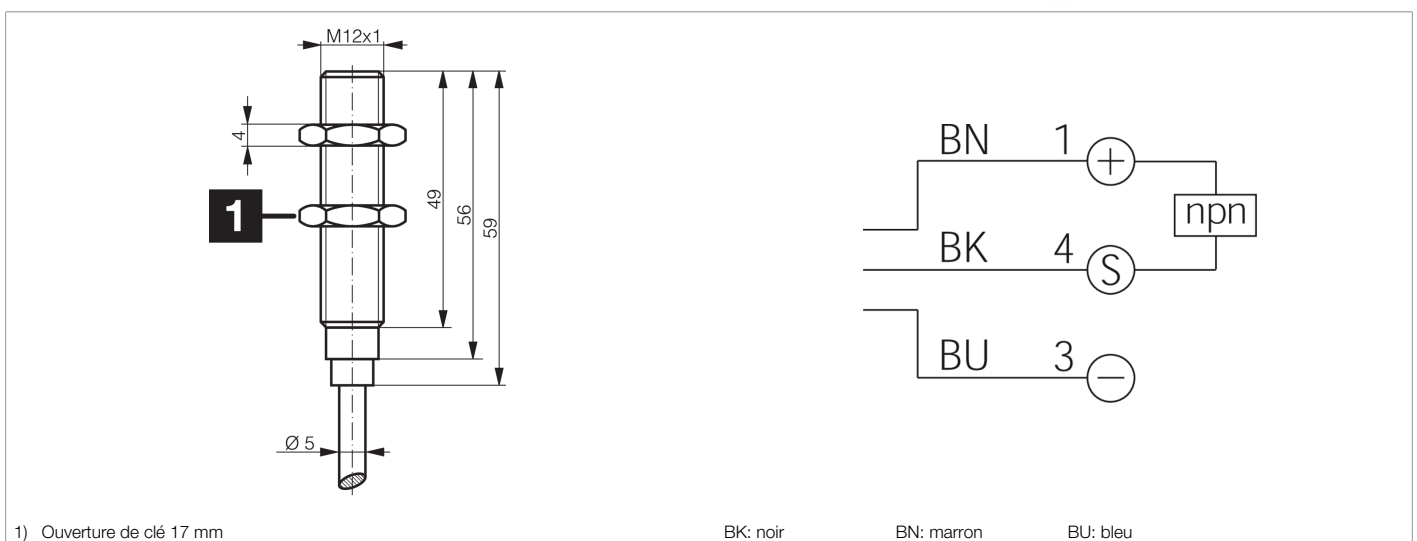 M12x1
4
1
49
56
59
Ø 5
BN 1 +
npn
BK 4 S
BU 3 −
1) Ouverture de clé 17 mm
BK: noir BN: marron BU: bleu